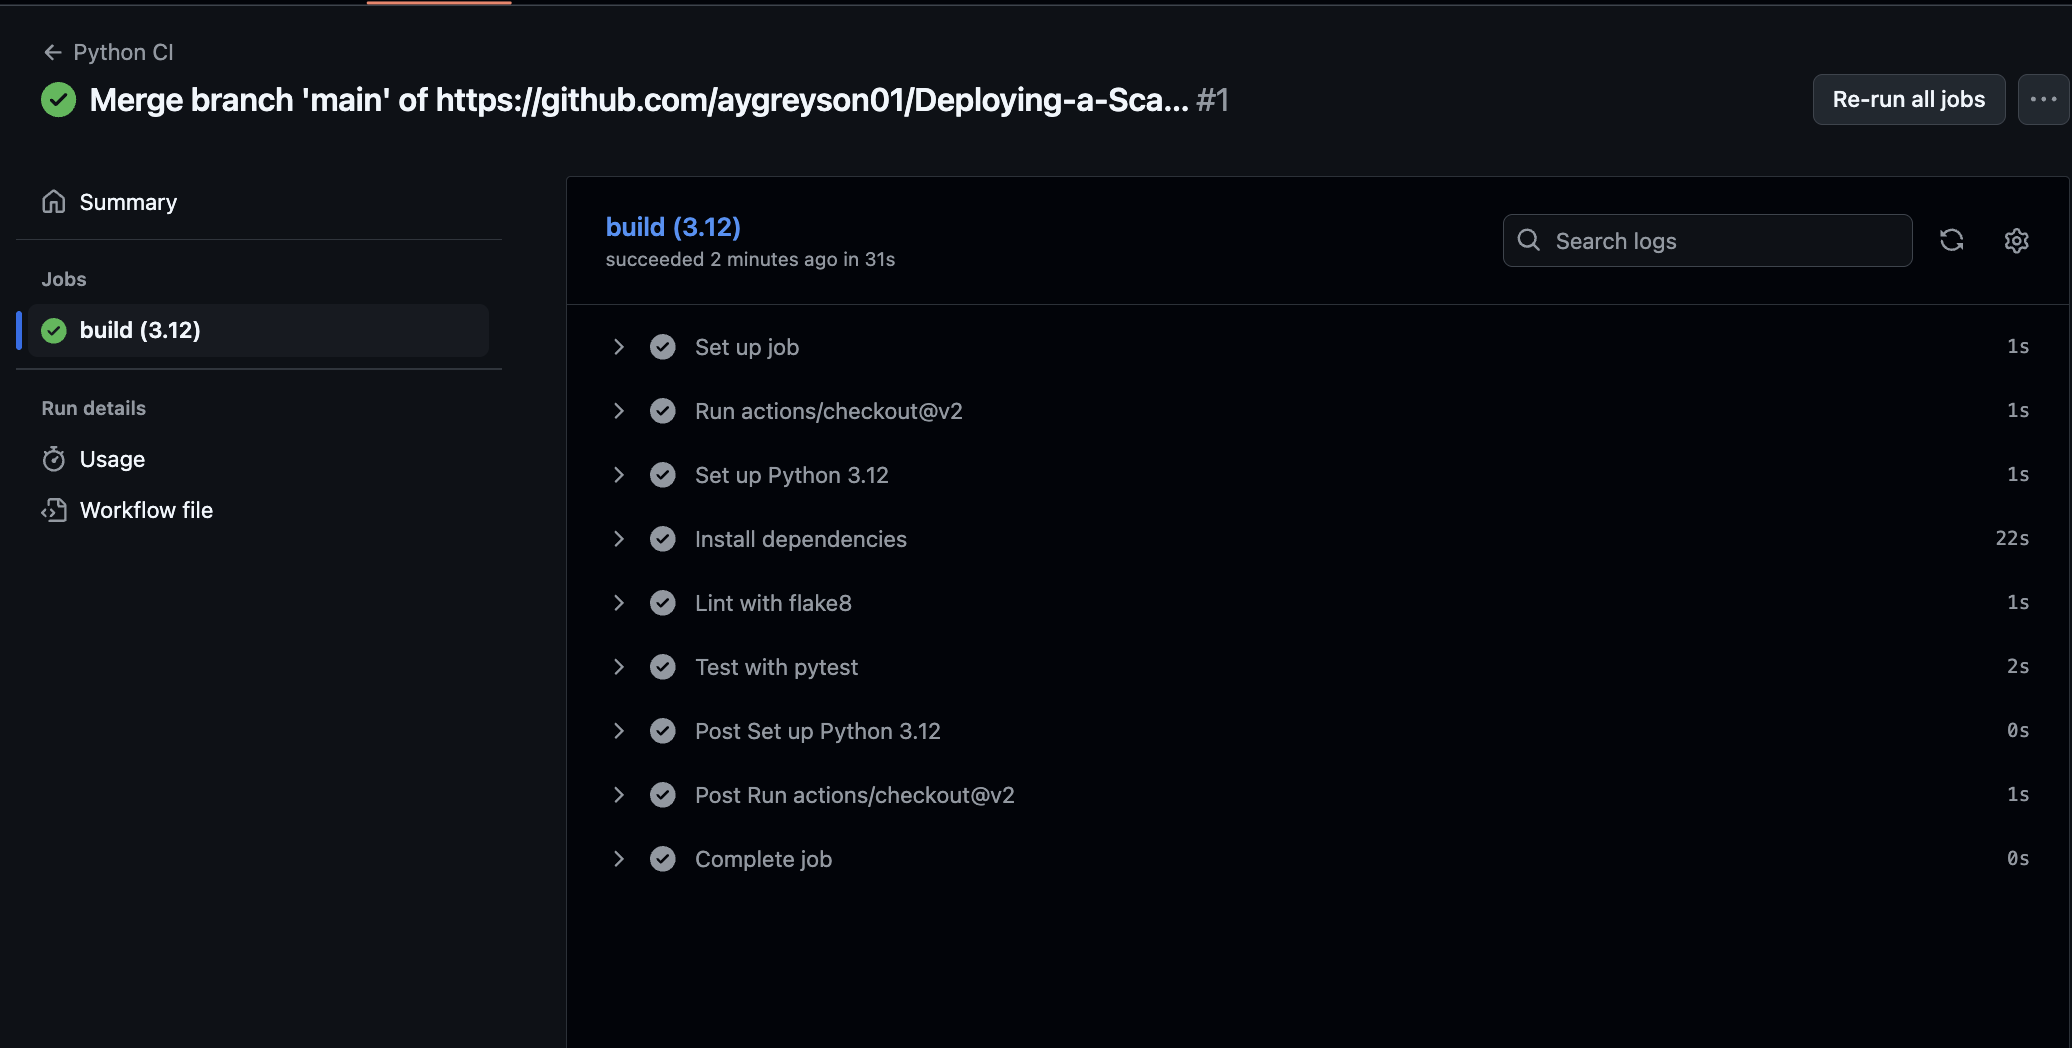 Python CI
Merge branch 'main' of https://github.com/aygreyson01/Deploying-a-Sca... #1
Re-run all jobs
Summary
Jobs
build (3.12)
Run details
Usage
Workflow file
build (3.12)
succeeded 2 minutes ago in 31s
Search logs
Set up job 1s
Run actions/checkout@v2 1s
Set up Python 3.12 1s
Install dependencies 22s
Lint with flake8 1s
Test with pytest 2s
Post Set up Python 3.12 0s
Post Run actions/checkout@v2 1s
Complete job 0s